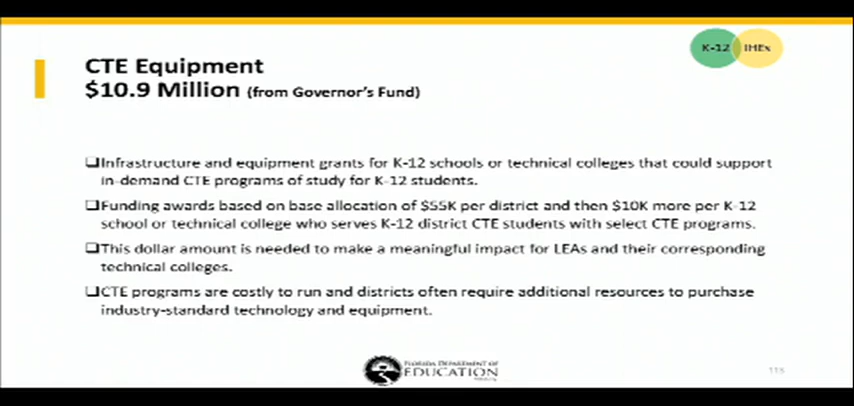 K-12 IHEs
CTE Equipment
$10.9 Million (from Governor's Fund)
❑Infrastructure and equipment grants for K-12 schools or technical colleges that could support
in-demand CTE programs of study for K-12 students.
❑Funding awards based on base allocation of $55K per district and then $10K more per K-12
school or technical college who serves K-12 district CTE students with select CTE programs.
❑This dollar amount is needed to make a meaningful impact for LEAs and their corresponding
technical colleges.
❑CTE programs are costly to run and districts often require additional resources to purchase
industry-standard technology and equipment.
FLORIDA DEPARTMENT OF
EDUCATION